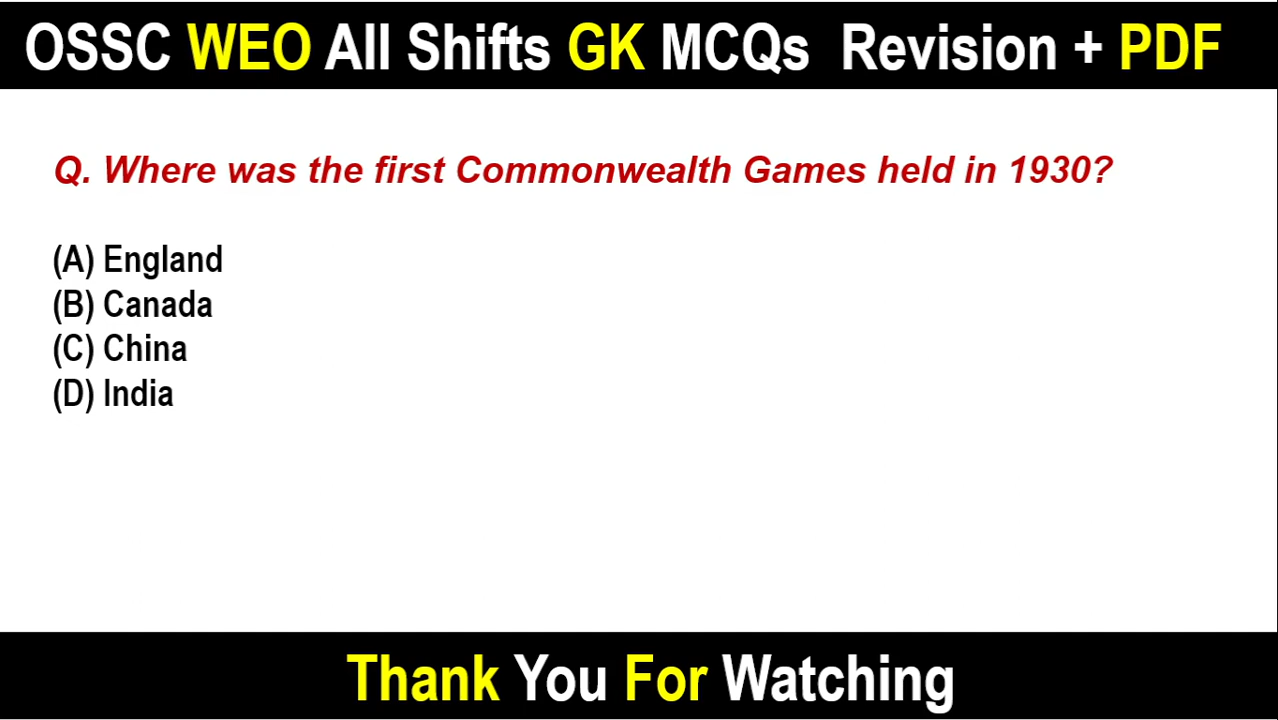 OSSC WEO All Shifts GK MCQs Revision + PDF
Q. Where was the first Commonwealth Games held in 1930?
(A) England
(B) Canada
(C) China
(D) India
Thank You For Watching